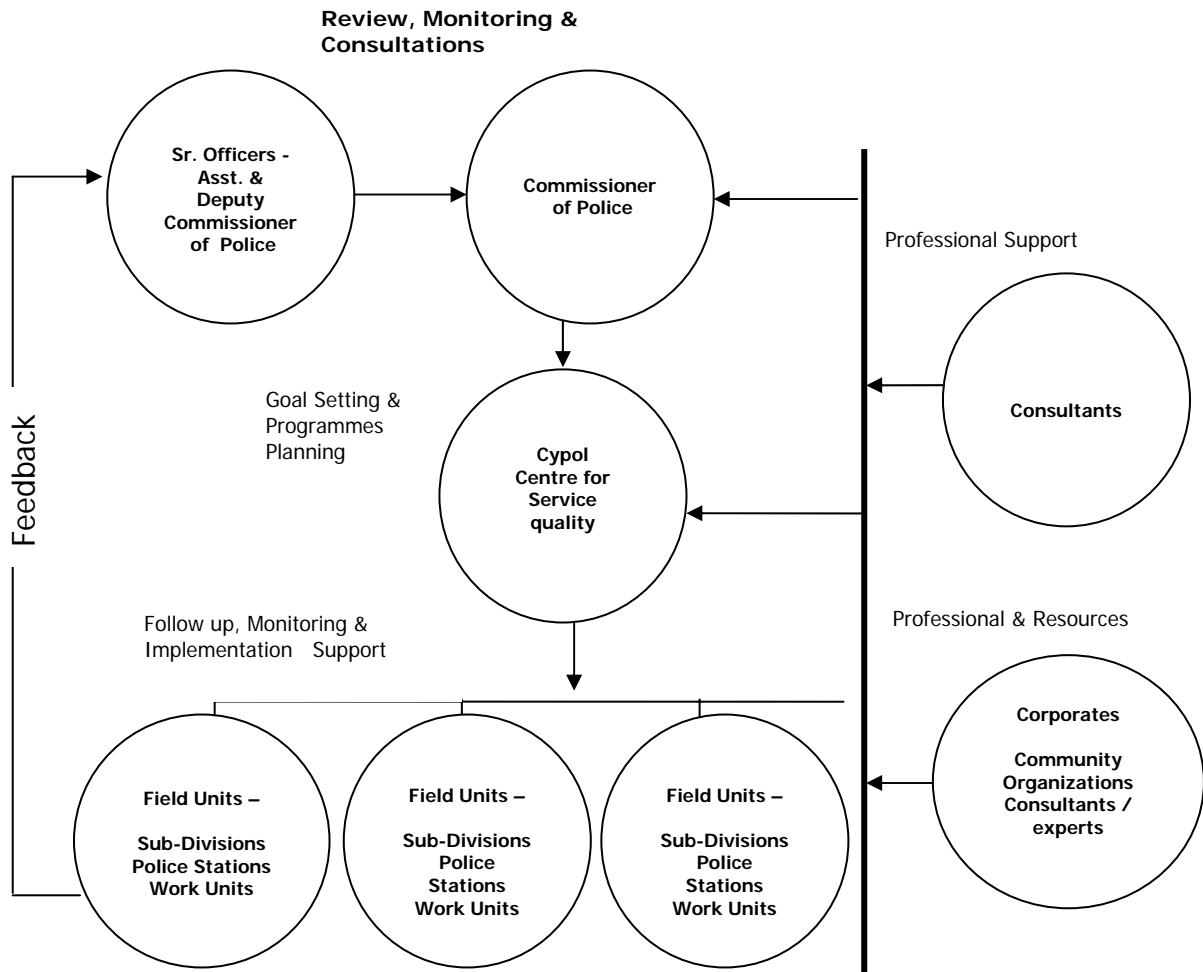 Review, Monitoring &
Consultations
Sr. Officers -
Asst. &
Deputy
Commissioner
of Police
Commissioner
of Police
Professional Support
Consultants
Goal Setting &
Programmes
Planning
Feedback
Cypol
Centre for
Service
quality
Follow up, Monitoring &
Implementation Support
Professional & Resources
Corporates
Community
Organizations
Consultants /
experts
Field Units –
Sub-Divisions
Police Stations
Work Units
Field Units –
Sub-Divisions
Police
Stations
Work Units
Field Units –
Sub-Divisions
Police
Stations
Work Units